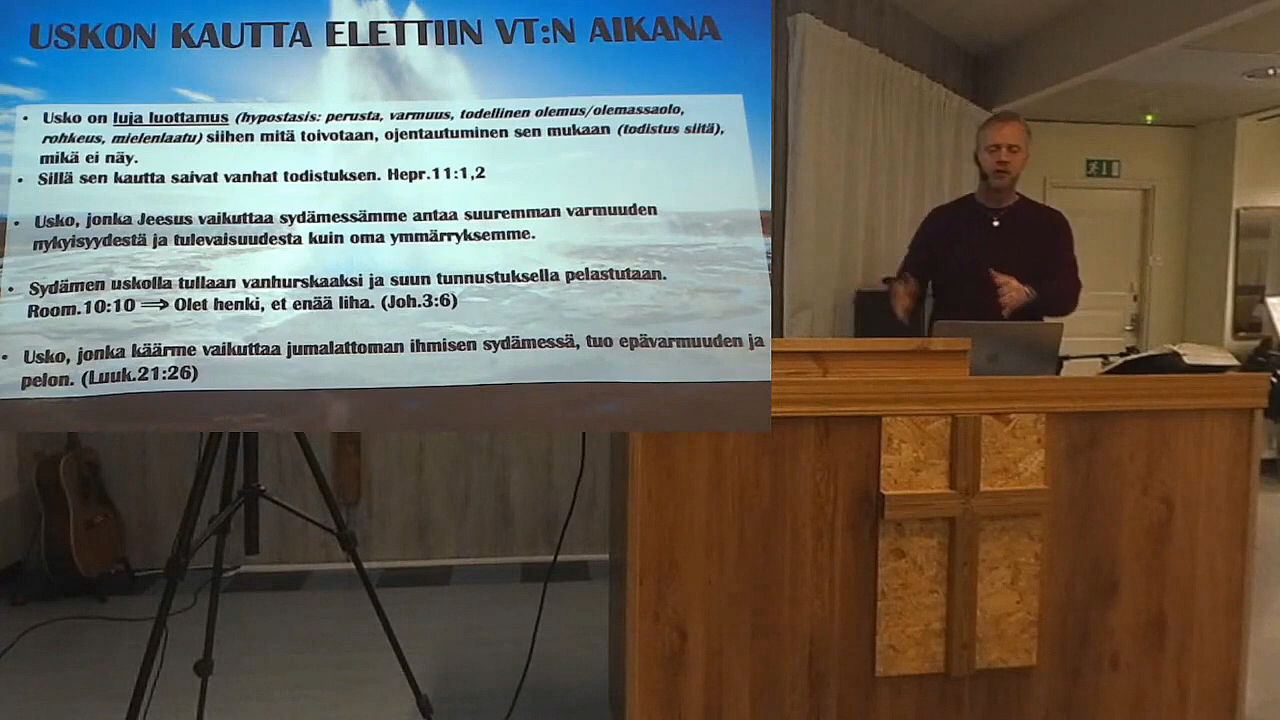 USKON KAUTTA ELETTIIN VT:N AIKANA
• Usko on luja luottamus (hypostasis: perusta, varmuus, todellinen olemus/olemassaolo,
rohkeus, mielenlaatu) siihen mitä toivotaan, ojentautuminen sen mukaan (todistus siitä),
mikä ei näy.
• Sillä sen kautta saivat vanhat todistuksen. Hepr.11:1,2
• Usko, jonka Jeesus vaikuttaa sydämessämme antaa suuremman varmuuden
nykyisyydestä ja tulevaisuudesta kuin oma ymmärryksemme.
• Sydämen uskolla tullaan vanhurskaaksi ja suun tunnustuksella pelastutaan.
Room.10:10 ⟹ Olet henki, et enää liha. (Joh.3:6)
• Usko, jonka käärme vaikuttaa jumalattoman ihmisen sydämessä, tuo epävarmuuden ja
pelon. (Luuk.21:26)